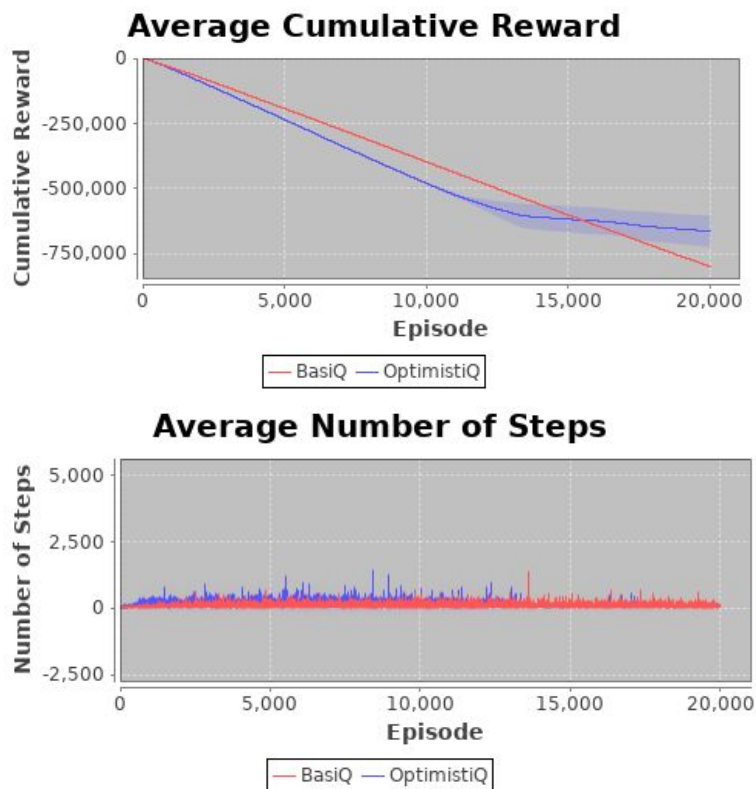 Average Cumulative Reward
Cumulative Reward
0
-250,000
-500,000
-750,000
0 5,000 10,000 15,000 20,000
Episode
BasiQ OptimistiQ
Average Number of Steps
Number of Steps
5,000
2,500
0
-2,500
0 5,000 10,000 15,000 20,000
Episode
BasiQ OptimistiQ